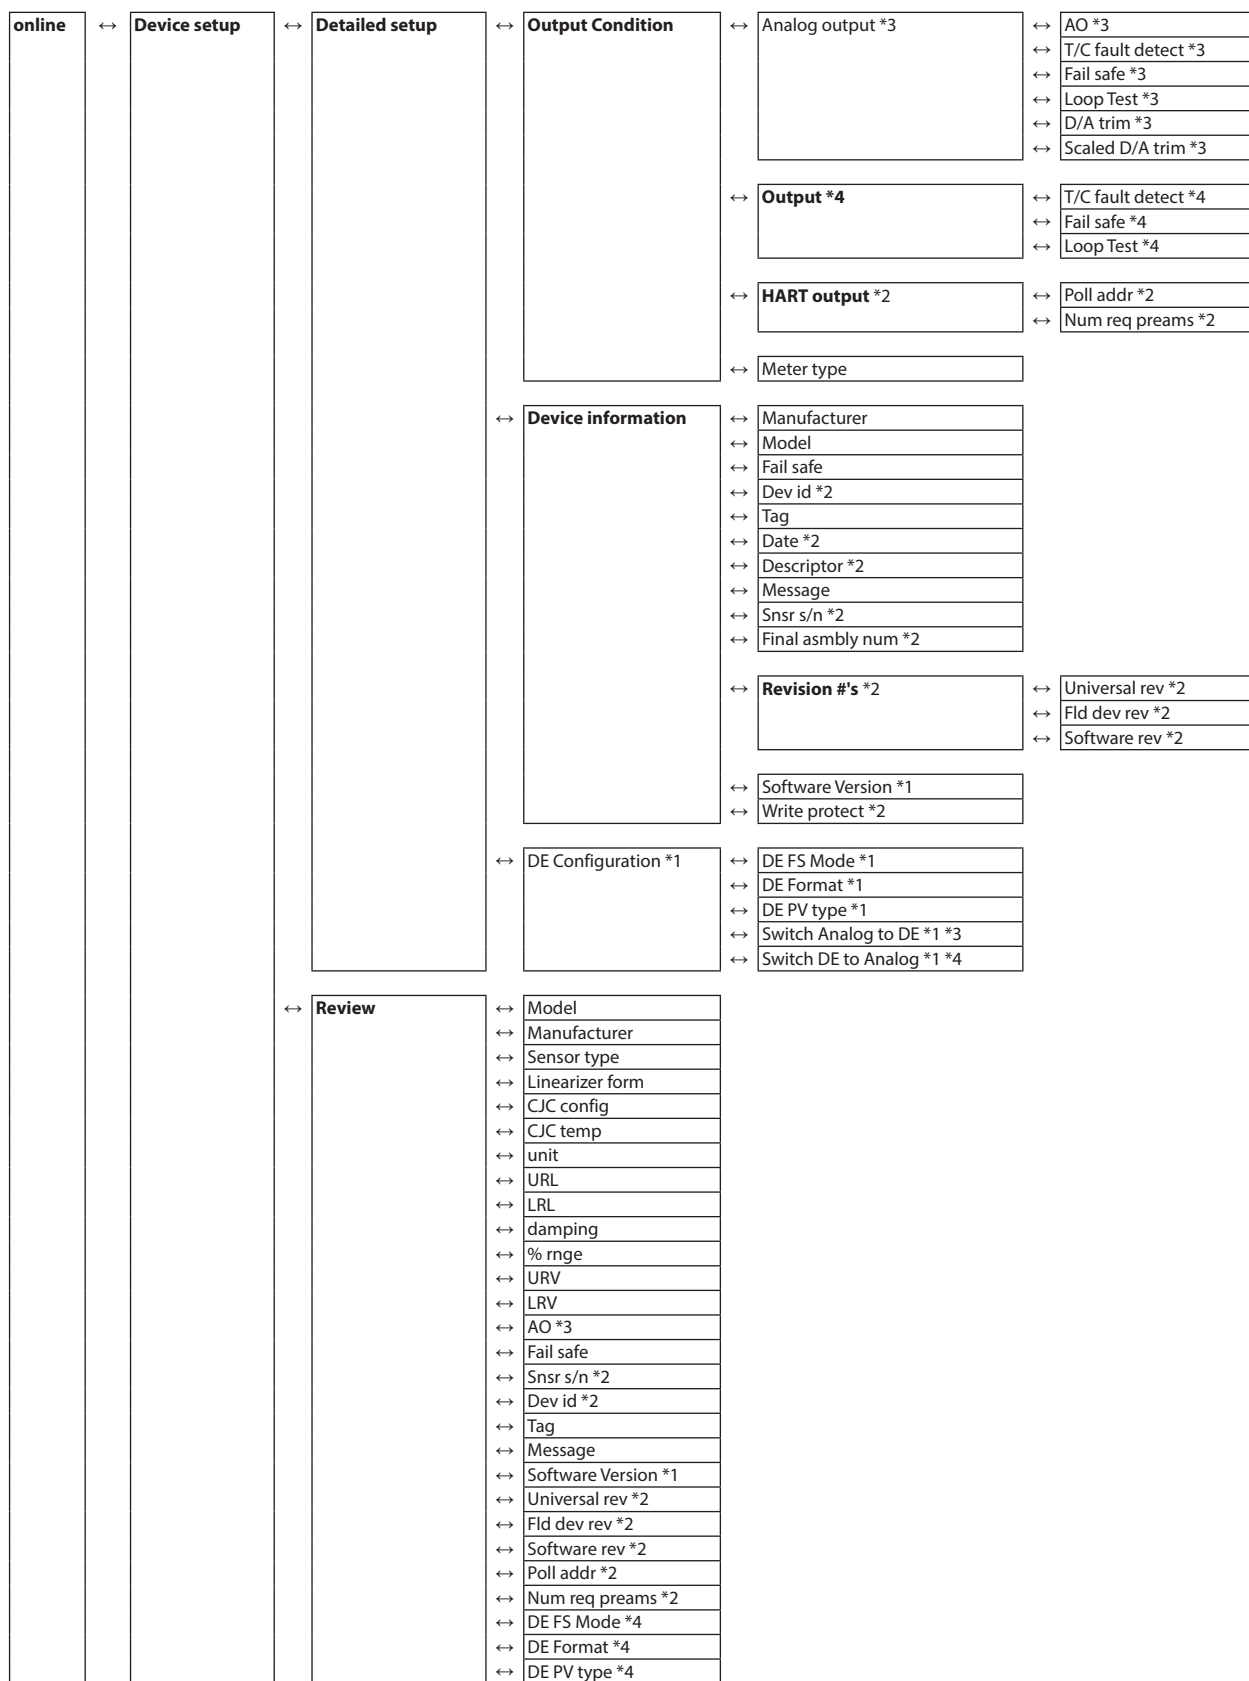 online ↔ Device setup ↔ Detailed setup ↔ Output Condition ↔ Analog output *3 ↔ AO *3
↔ T/C fault detect *3
↔ Fail safe *3
↔ Loop Test *3
↔ D/A trim *3
↔ Scaled D/A trim *3
↔ Output *4 ↔ T/C fault detect *4
↔ Fail safe *4
↔ Loop Test *4
↔ HART output *2 ↔ Poll addr *2
↔ Num req preams *2
↔ Meter type
↔ Device information ↔ Manufacturer
↔ Model
↔ Fail safe
↔ Dev id *2
↔ Tag
↔ Date *2
↔ Descriptor *2
↔ Message
↔ Snsr s/n *2
↔ Final asmbly num *2
↔ Revision #'s *2 ↔ Universal rev *2
↔ Fld dev rev *2
↔ Software rev *2
↔ Software Version *1
↔ Write protect *2
↔ DE Configuration *1 ↔ DE FS Mode *1
↔ DE Format *1
↔ DE PV type *1
↔ Switch Analog to DE *1 *3
↔ Switch DE to Analog *1 *4
↔ Review ↔ Model
↔ Manufacturer
↔ Sensor type
↔ Linearizer form
↔ CJC config
↔ CJC temp
↔ unit
↔ URL
↔ LRL
↔ damping
↔ % rnge
↔ URV
↔ LRV
↔ AO *3
↔ Fail safe
↔ Snsr s/n *2
↔ Dev id *2
↔ Tag
↔ Message
↔ Software Version *1
↔ Universal rev *2
↔ Fld dev rev *2
↔ Software rev *2
↔ Poll addr *2
↔ Num req preams *2
↔ DE FS Mode *4
↔ DE Format *4
↔ DE PV type *4